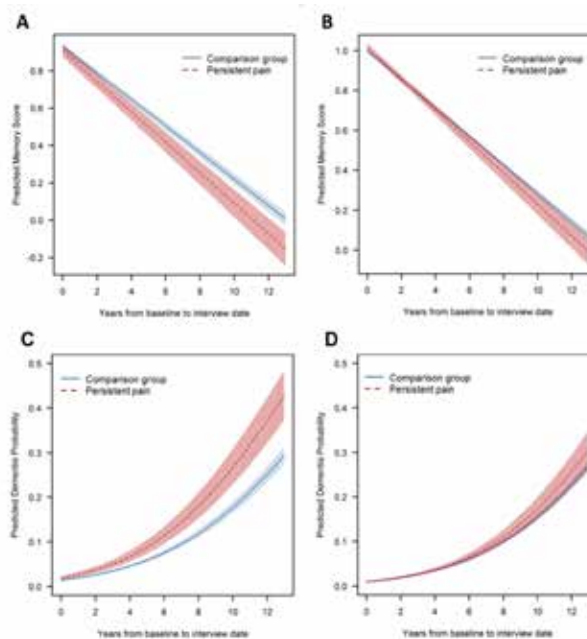 A
Comparison group
Persistent pain
Predicted Memory Score
0.8
0.6
0.4
0.2
0.0
-0.2
0 2 4 6 8 10 12
Years from baseline to interview date
B
Comparison group
Persistent pain
Predicted Memory Score
1.0
0.8
0.6
0.4
0.2
0.0
0 2 4 6 8 10 12
Years from baseline to interview date
C
Comparison group
Persistent pain
Predicted Dementia Probability
0.5
0.4
0.3
0.2
0.1
0.0
0 2 4 6 8 10 12
Years from baseline to interview date
D
Comparison group
Persistent pain
Predicted Dementia Probability
0.5
0.4
0.3
0.2
0.1
0.0
0 2 4 6 8 10 12
Years from baseline to interview date